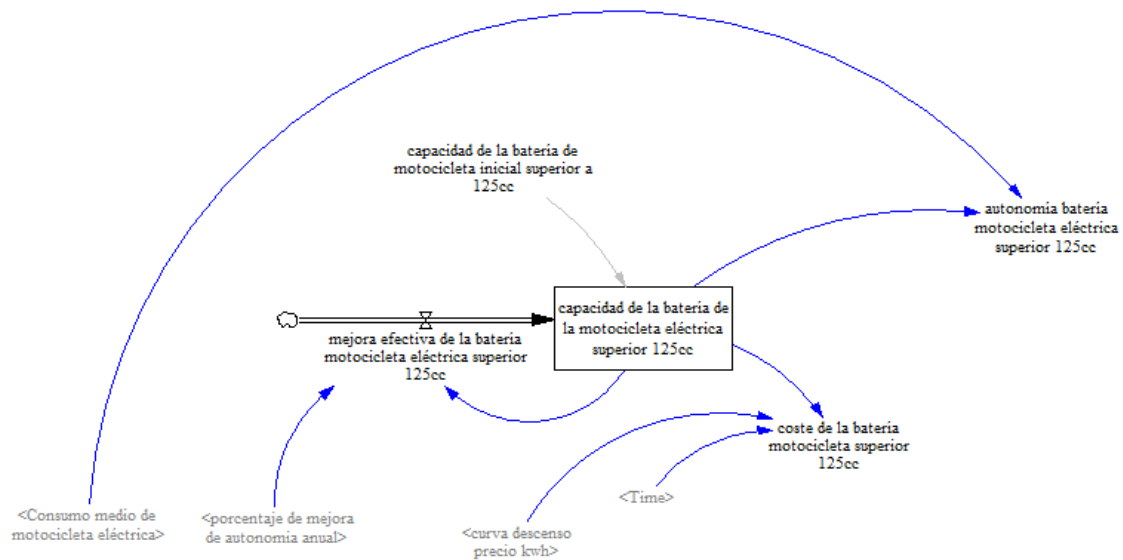 capacidad de la bateria de
motocicleta inicial superior a
125cc
autonomia bateria
motocicleta eléctrica
superior 125cc
capacidad de la bateria de
la motocicleta eléctrica
superior 125cc
mejora efectiva de la bateria
motocicleta eléctrica superior
125cc
coste de la bateria
motocicleta superior
125cc
<Time>
<Consumo medio de
motocicleta eléctrica>
<porcentaje de mejora
de autonomia anual>
<curva descenso
precio kwh>